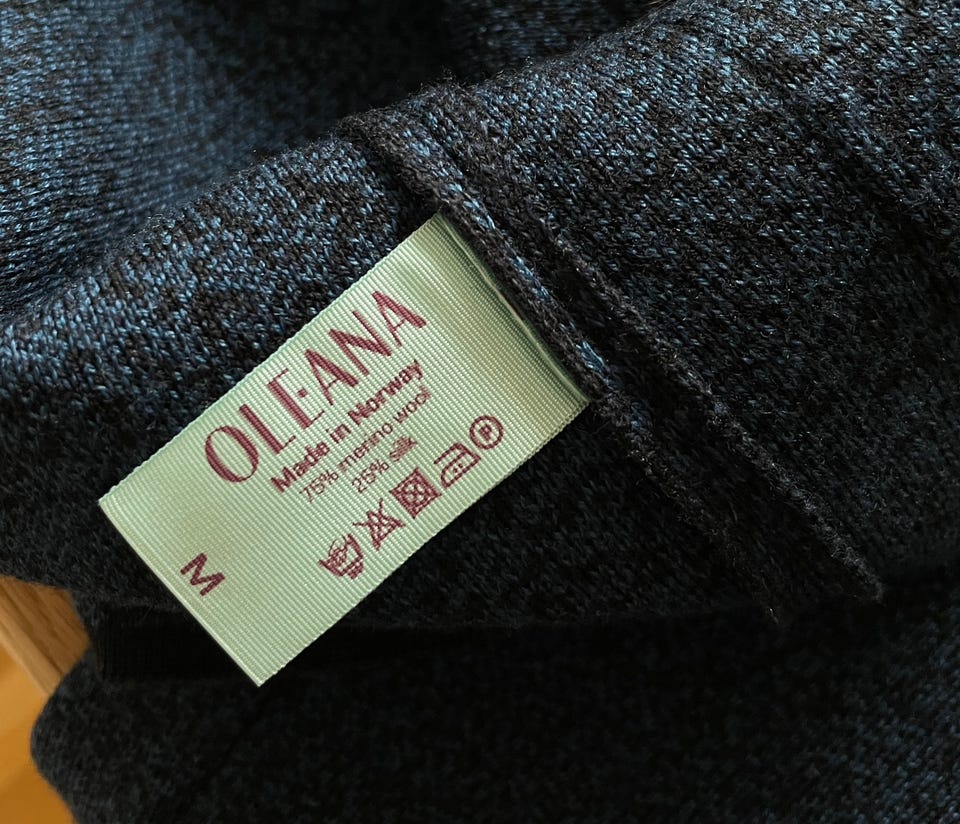 OLEANA
Made in Norway
75% merino wool
25% silk
P
M